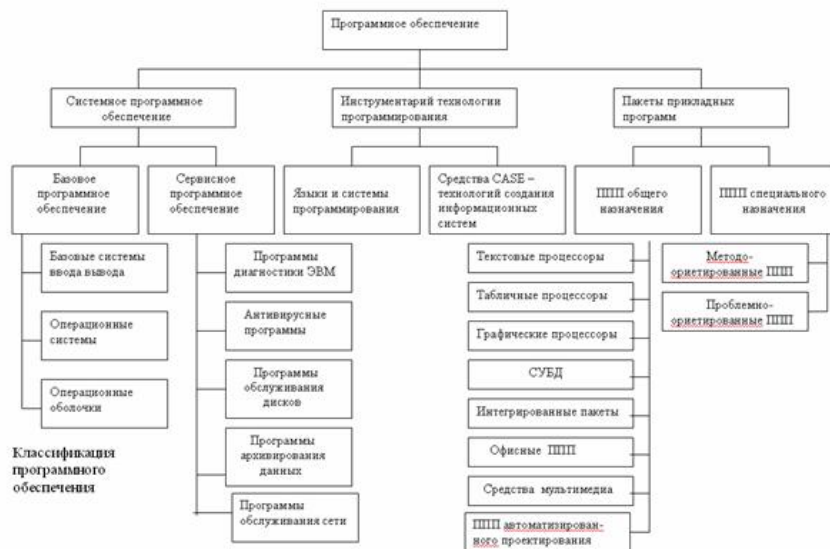 Программное обеспечение
Системное программное
обеспечение
Инструментарий технологии
программирования
Пакеты прикладных
программ
Базовое
программное
обеспечение
Сервисное
программное
обеспечение
Языки и системы
программирования
Средства CASE –
технологий создания
информационных
систем
ППП общего
назначения
ППП специального
назначения
Базовые системы
ввода вывода
Операционные
системы
Операционные
оболочки
Программы
диагностики ЭВМ
Антивирусные
программы
Программы
обслуживания
дисков
Программы
архивирования
данных
Программы
обслуживания сети
Текстовые процессоры
Табличные процессоры
Графические процессоры
СУБД
Интегрированные пакеты
Офисные ППП
Средства мультимедиа
ППП автоматизирован-
ного проектирования
Методо-
ориетированные ППП
Проблемно-
ориетированные ППП
Классификация
программного
обеспечения